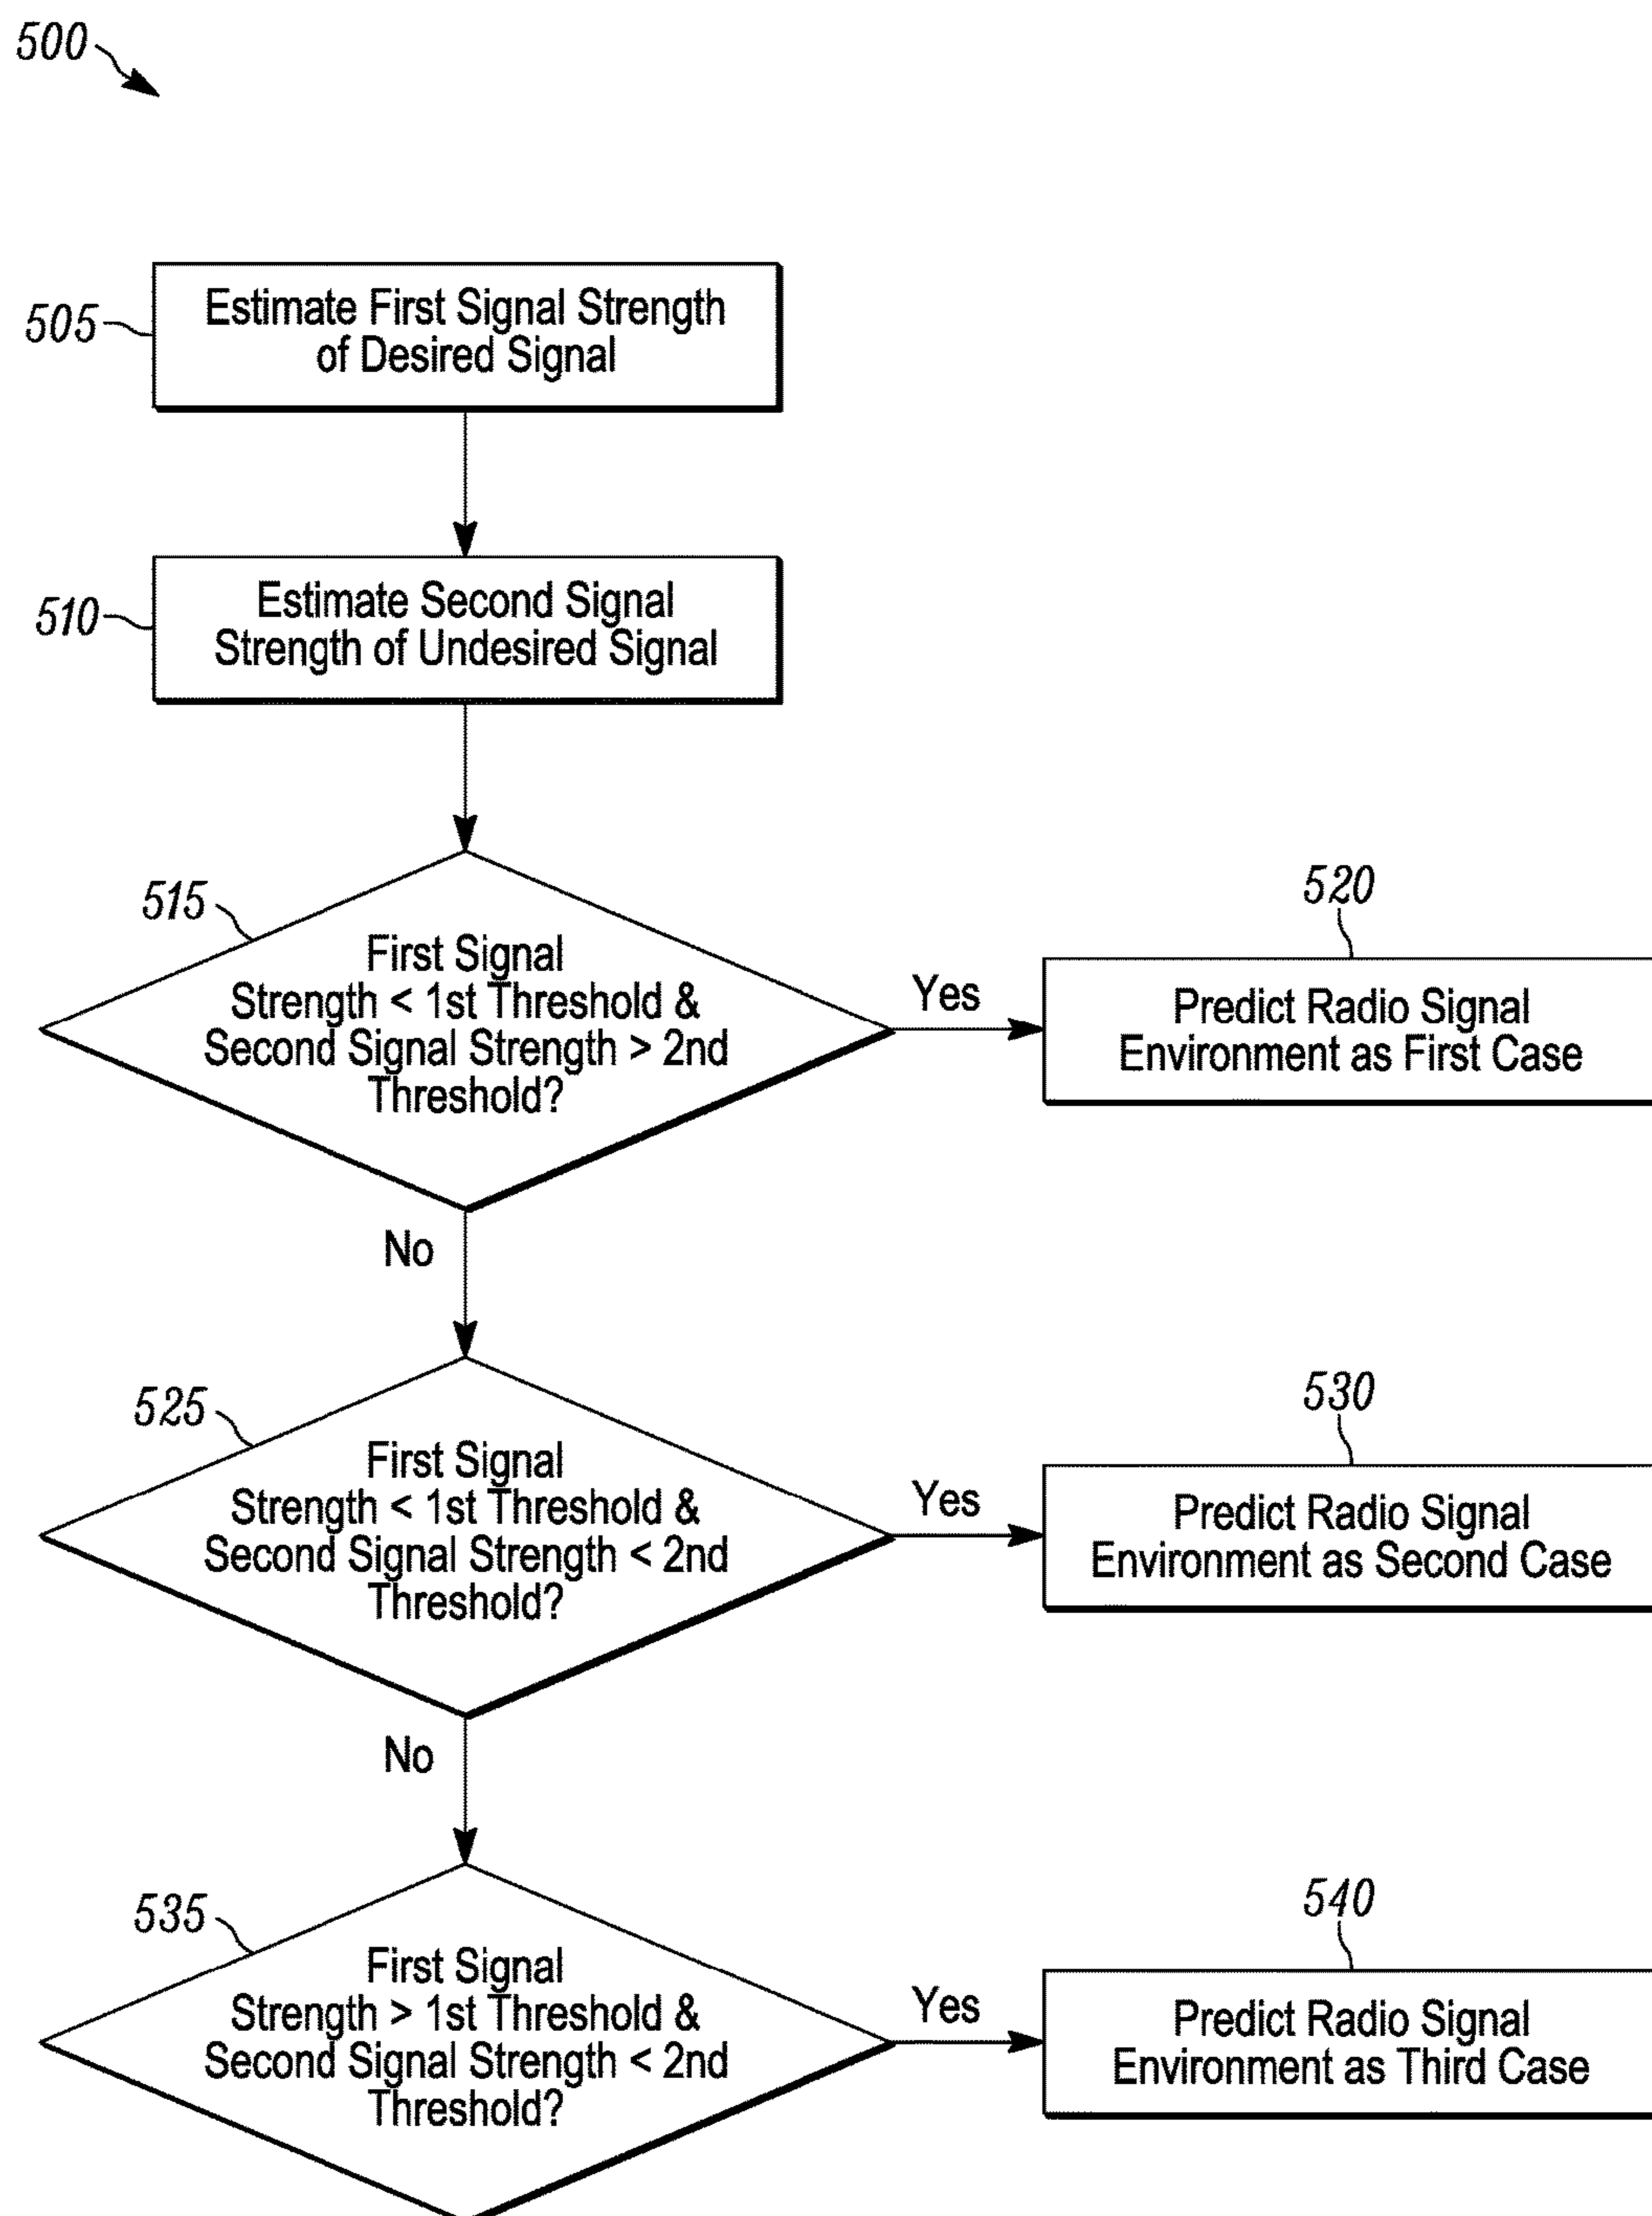 500
505
Estimate First Signal Strength
of Desired Signal
510
Estimate Second Signal
Strength of Undesired Signal
515
First Signal
Strength < 1st Threshold &
Second Signal Strength > 2nd
Threshold?
Yes
520
Predict Radio Signal
Environment as First Case
No
525
First Signal
Strength < 1st Threshold &
Second Signal Strength < 2nd
Threshold?
Yes
530
Predict Radio Signal
Environment as Second Case
No
535
First Signal
Strength > 1st Threshold &
Second Signal Strength < 2nd
Threshold?
Yes
540
Predict Radio Signal
Environment as Third Case